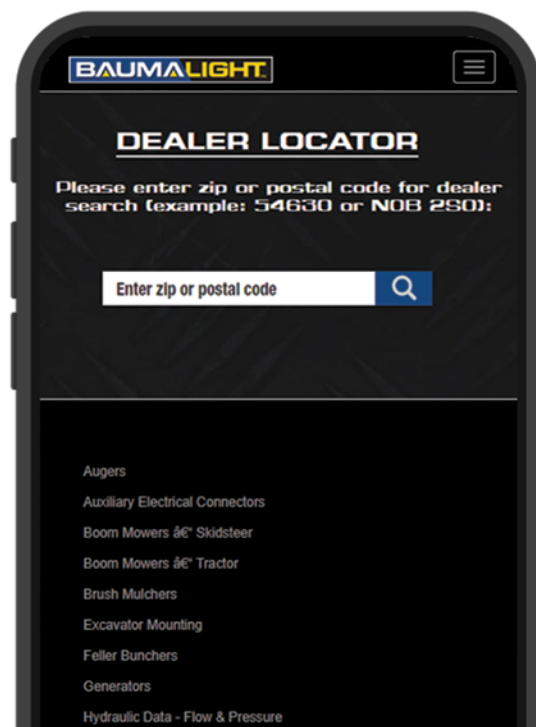 BAUMALIGHT
DEALER LOCATOR
Please enter zip or postal code for dealer
search (example: 54630 or N0B 2S0):
Enter zip or postal code
Augers
Auxiliary Electrical Connectors
Boom Mowers â€“ Skidsteer
Boom Mowers â€“ Tractor
Brush Mulchers
Excavator Mounting
Feller Bunchers
Generators
Hydraulic Data - Flow & Pressure